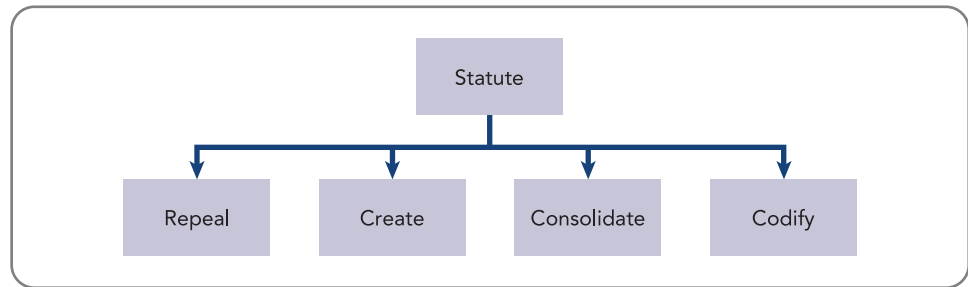 Statute
Repeal
Create
Consolidate
Codify